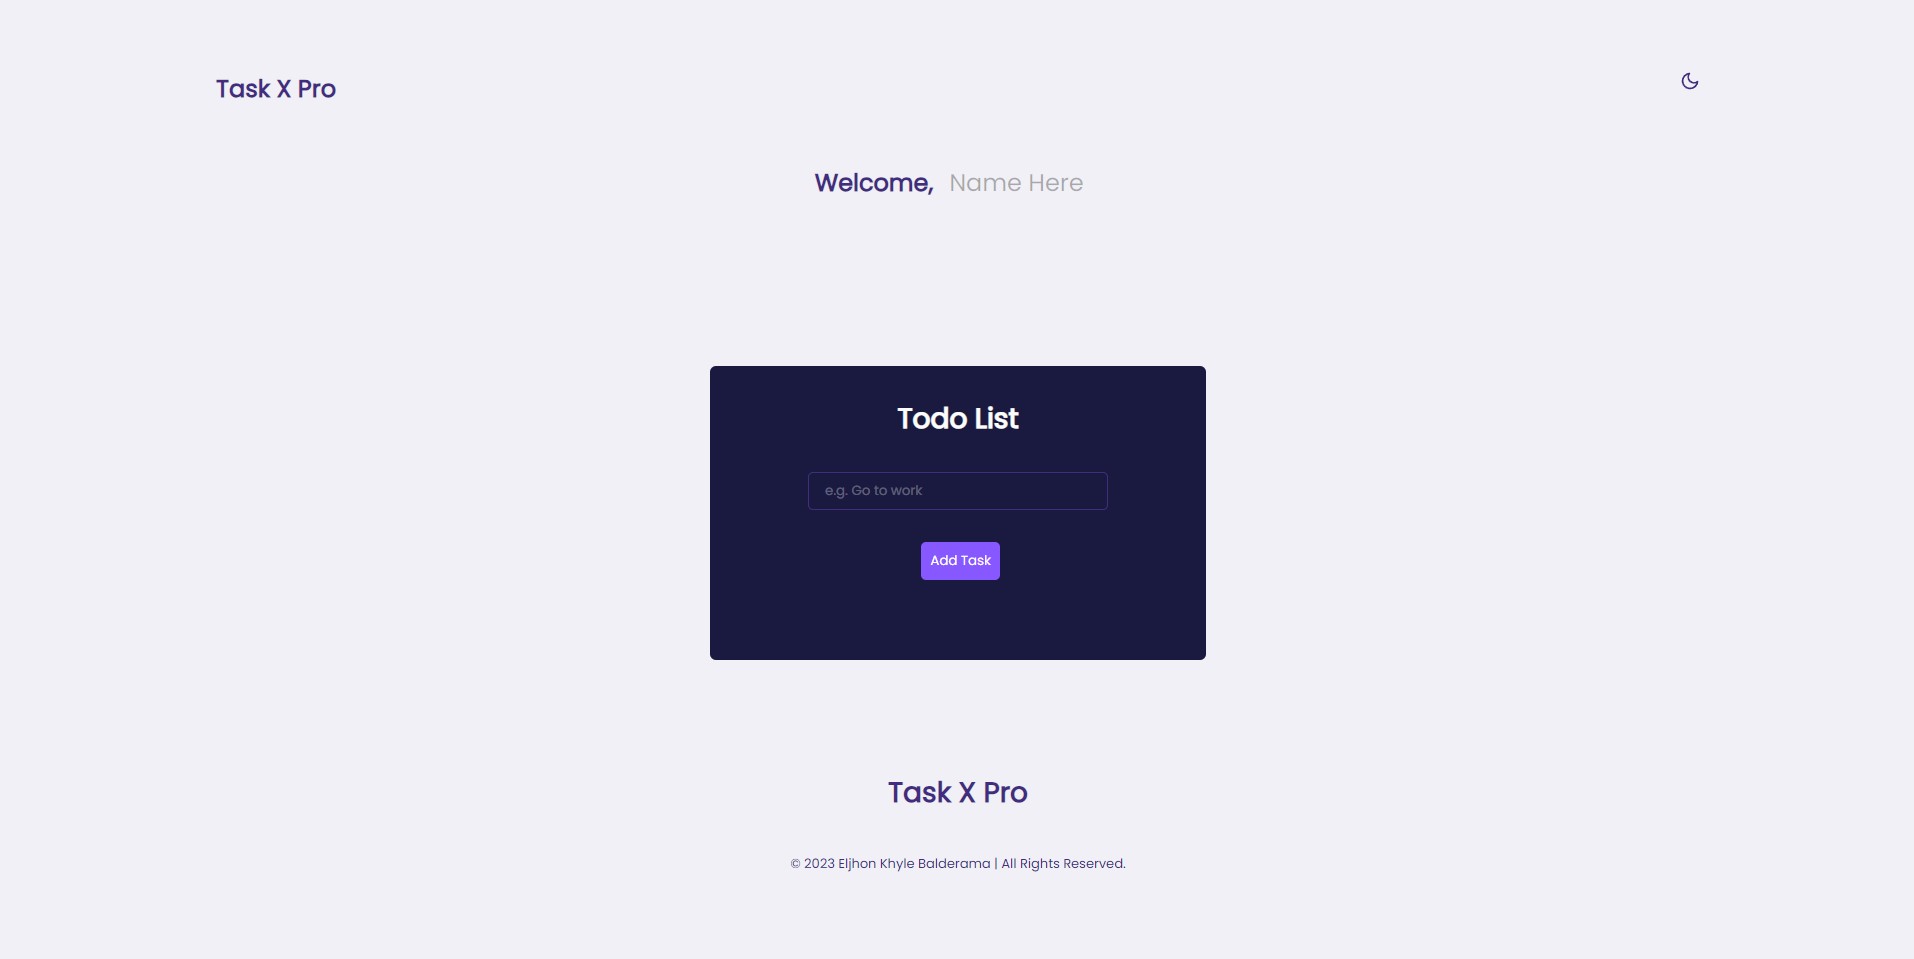 Task X Pro
Welcome, Name Here
Todo List
e.g. Go to work
Add Task
Task X Pro
© 2023 Eljhon Khyle Balderama | All Rights Reserved.